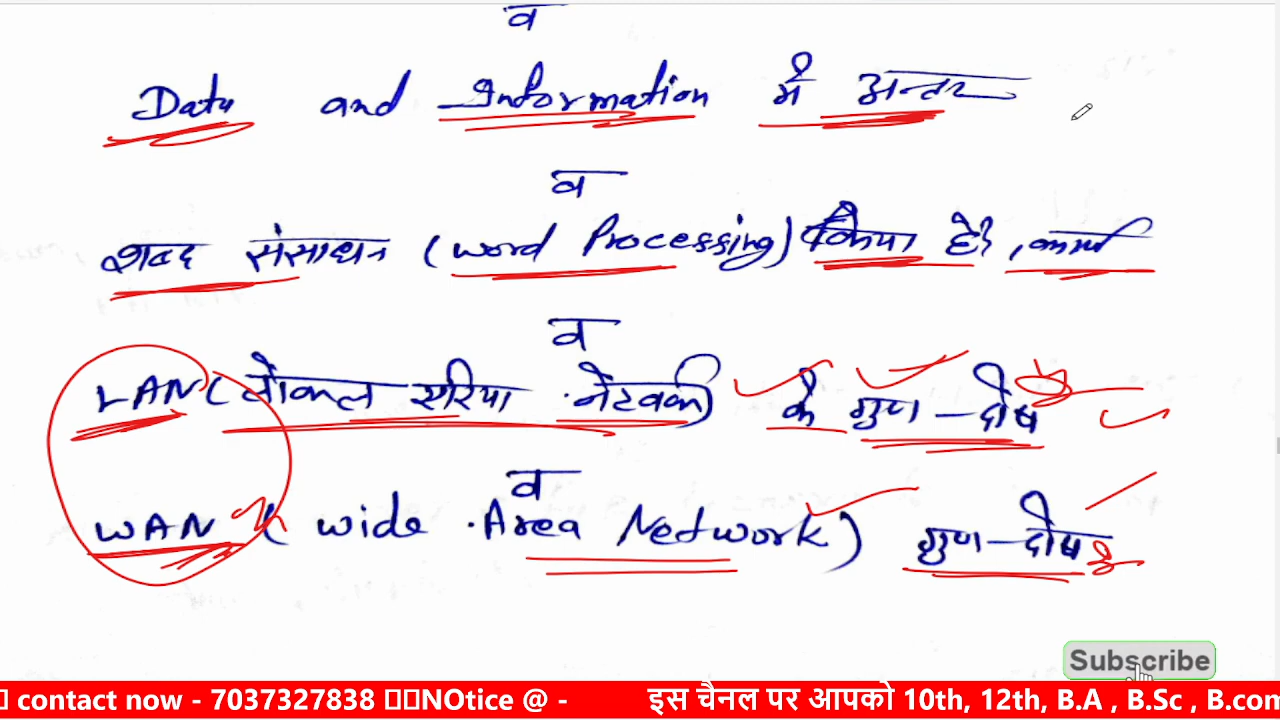 व
Data and Information में अन्तर
व
शब्द संसाधन (word Processing) किया है, कार्य
व
LAN (लोकल एरिया नेटवर्क) के गुण-दोष
व
WAN (wide Area Network) गुण-दोष
Subscribe
contact now - 7037327838 NOtice @ - इस चैनल पर आपको 10th, 12th, B.A , B.Sc , B.com